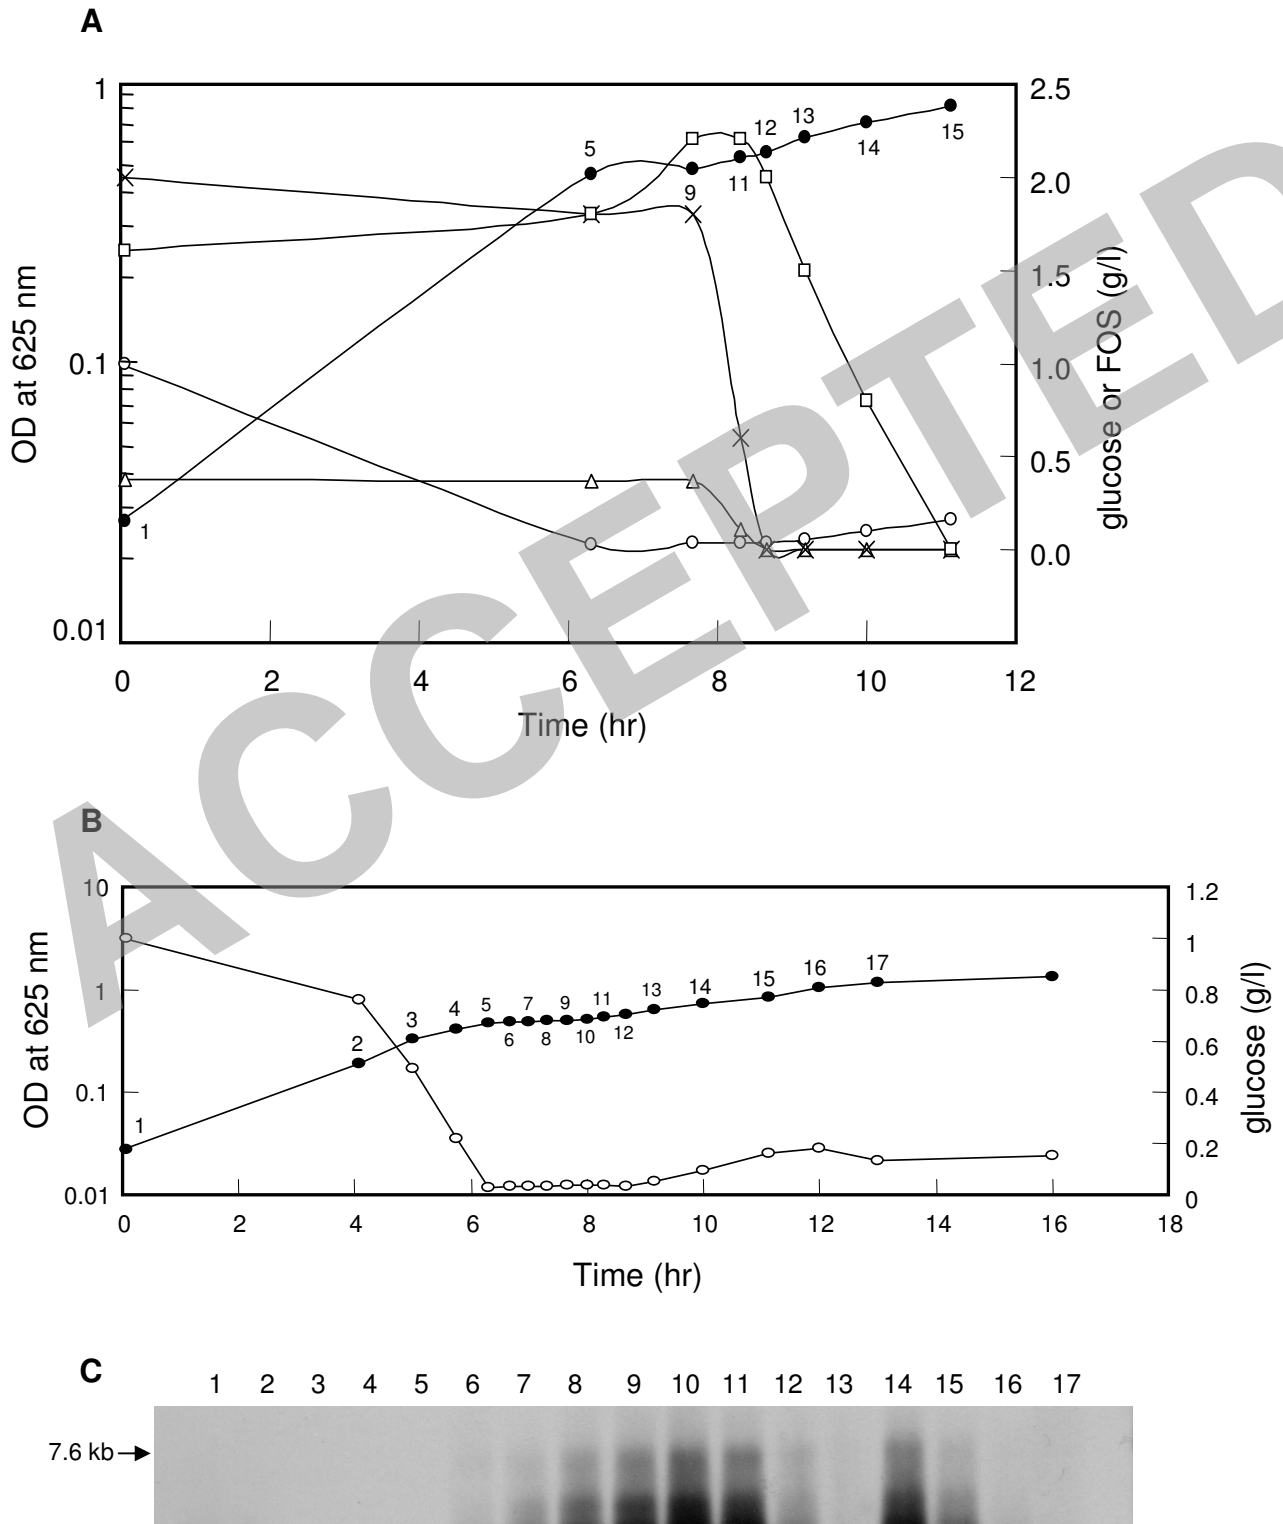 A
1
0.1
0.01
OD at 625 nm
2.5
2.0
1.5
1.0
0.5
0.0
glucose or FOS (g/l)
1
5
9
11
12
13
14
15
0 2 4 6 8 10 12
Time (hr)
ACCEPTED
B
10
1
0.1
0.01
OD at 625 nm
1.2
1
0.8
0.6
0.4
0.2
0
glucose (g/l)
1 2 3 4 5 6 7 8 9 10 11 12 13 14 15 16 17
0 2 4 6 8 10 12 14 16 18
Time (hr)
C
1 2 3 4 5 6 7 8 9 10 11 12 13 14 15 16 17
7.6 kb